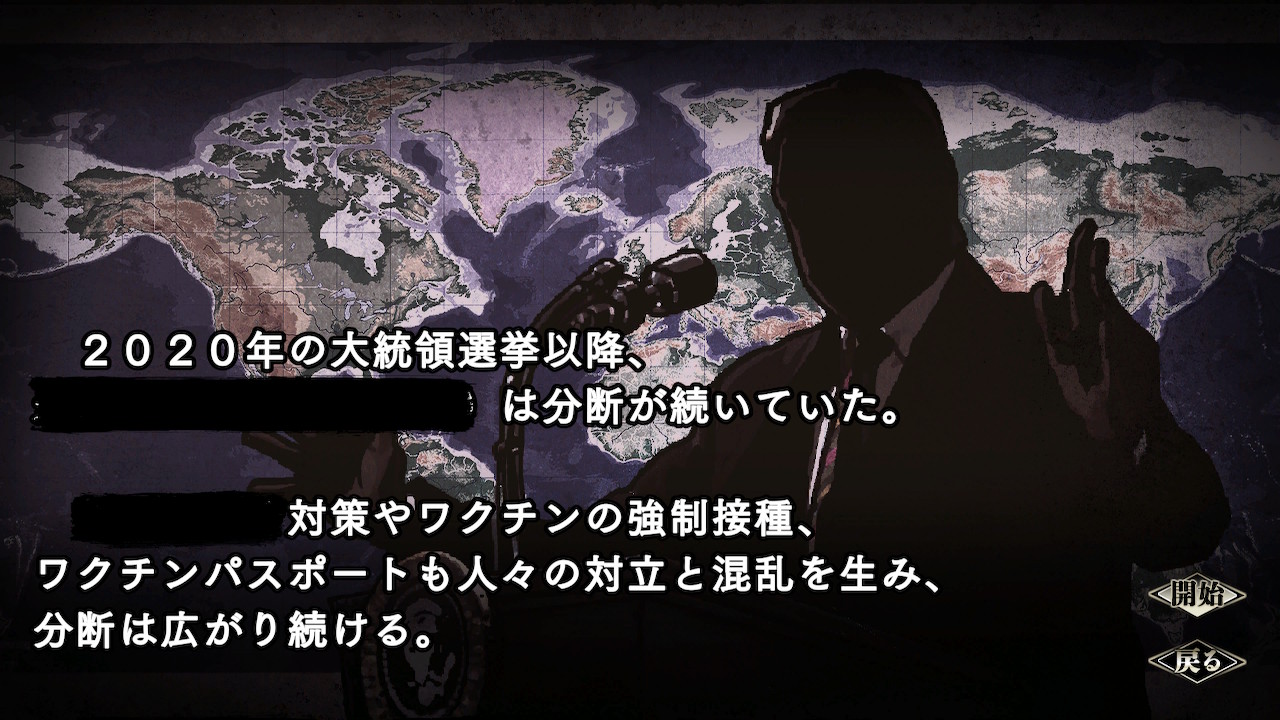 2020年の大統領選挙以降、
は分断が続いていた。
対策やワクチンの強制接種、
ワクチンパスポートも人々の対立と混乱を生み、
分断は広がり続ける。
開始
戻る